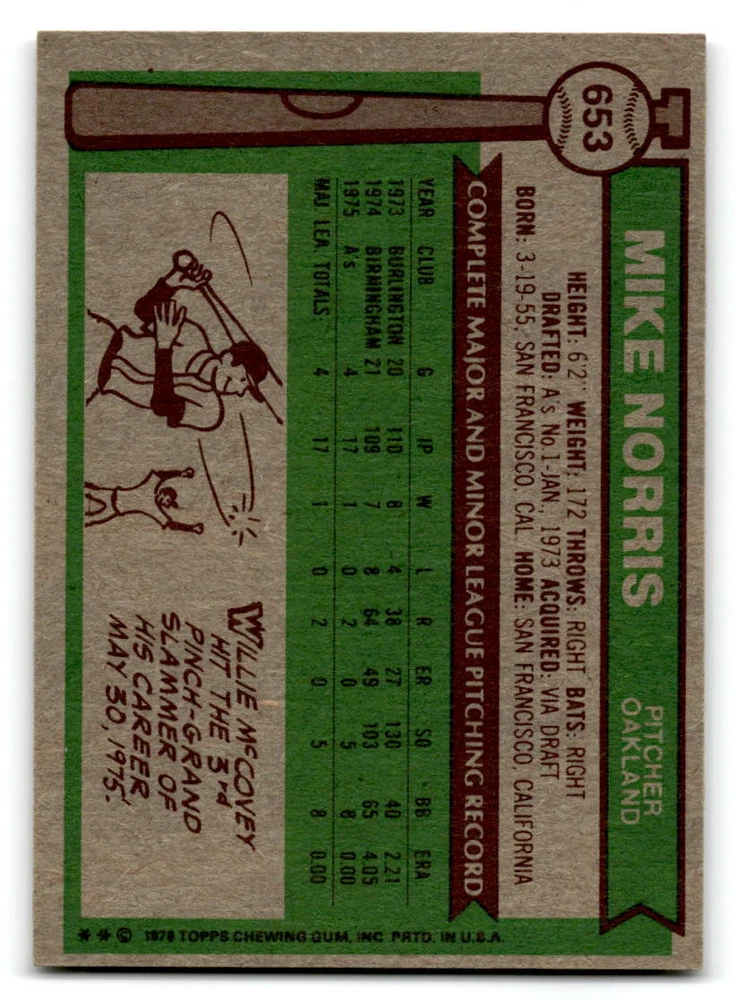 653
MIKE NORRIS
PITCHER
OAKLAND
HEIGHT: 6'2" WEIGHT: 172 THROWS: RIGHT BATS: RIGHT
DRAFTED: A's No. 1-JAN., 1973 ACQUIRED: VIA DRAFT
BORN: 3-19-55, SAN FRANCISCO, CAL. HOME: SAN FRANCISCO, CALIFORNIA
COMPLETE MAJOR AND MINOR LEAGUE PITCHING RECORD
YEAR CLUB G IP W L R ER SO BB ERA
1973 BURLINGTON 20 110 8 4 38 27 130 40 2.21
1974 BIRMINGHAM 21 109 7 8 64 49 103 65 4.05
1975 A's 4 17 1 0 2 0 5 8 0.00
MAJ. LEA. TOTALS 4 17 1 0 2 0 5 8 0.00
WILLIE McCOVEY
HIT THE 3rd
PINCH-GRAND
SLAMMER OF
HIS CAREER
MAY 30, 1975.
** © 1976 TOPPS CHEWING GUM, INC. PRTD. IN U.S.A.